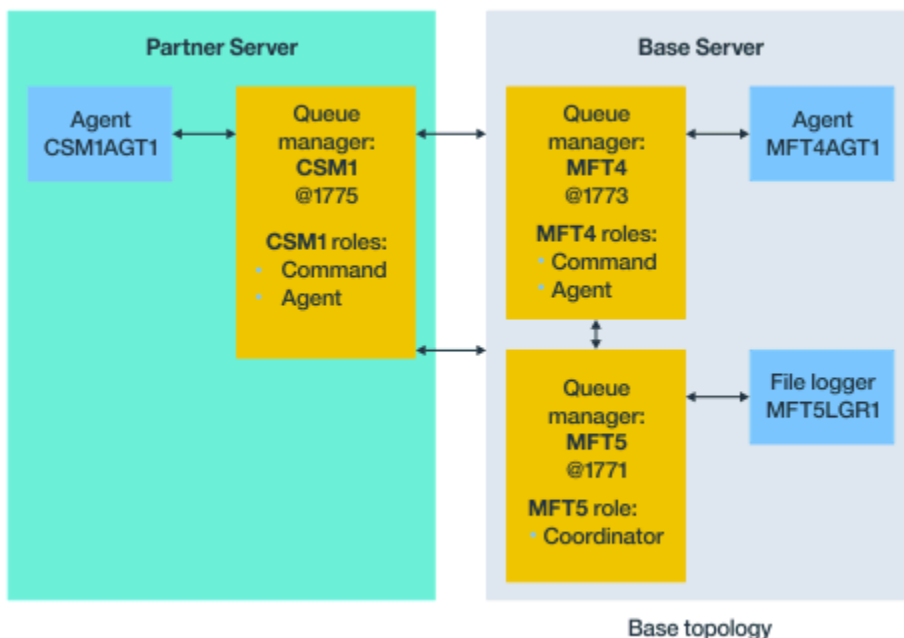 Partner Server
Agent
CSM1AGT1
Queue
manager:
CSM1
@1775
CSM1 roles:
• Command
• Agent
Base Server
Queue
manager:
MFT4
@1773
MFT4 roles:
• Command
• Agent
Agent
MFT4AGT1
Queue
manager:
MFT5
@1771
MFT5 role:
• Coordinator
File logger
MFT5LGR1
Base topology